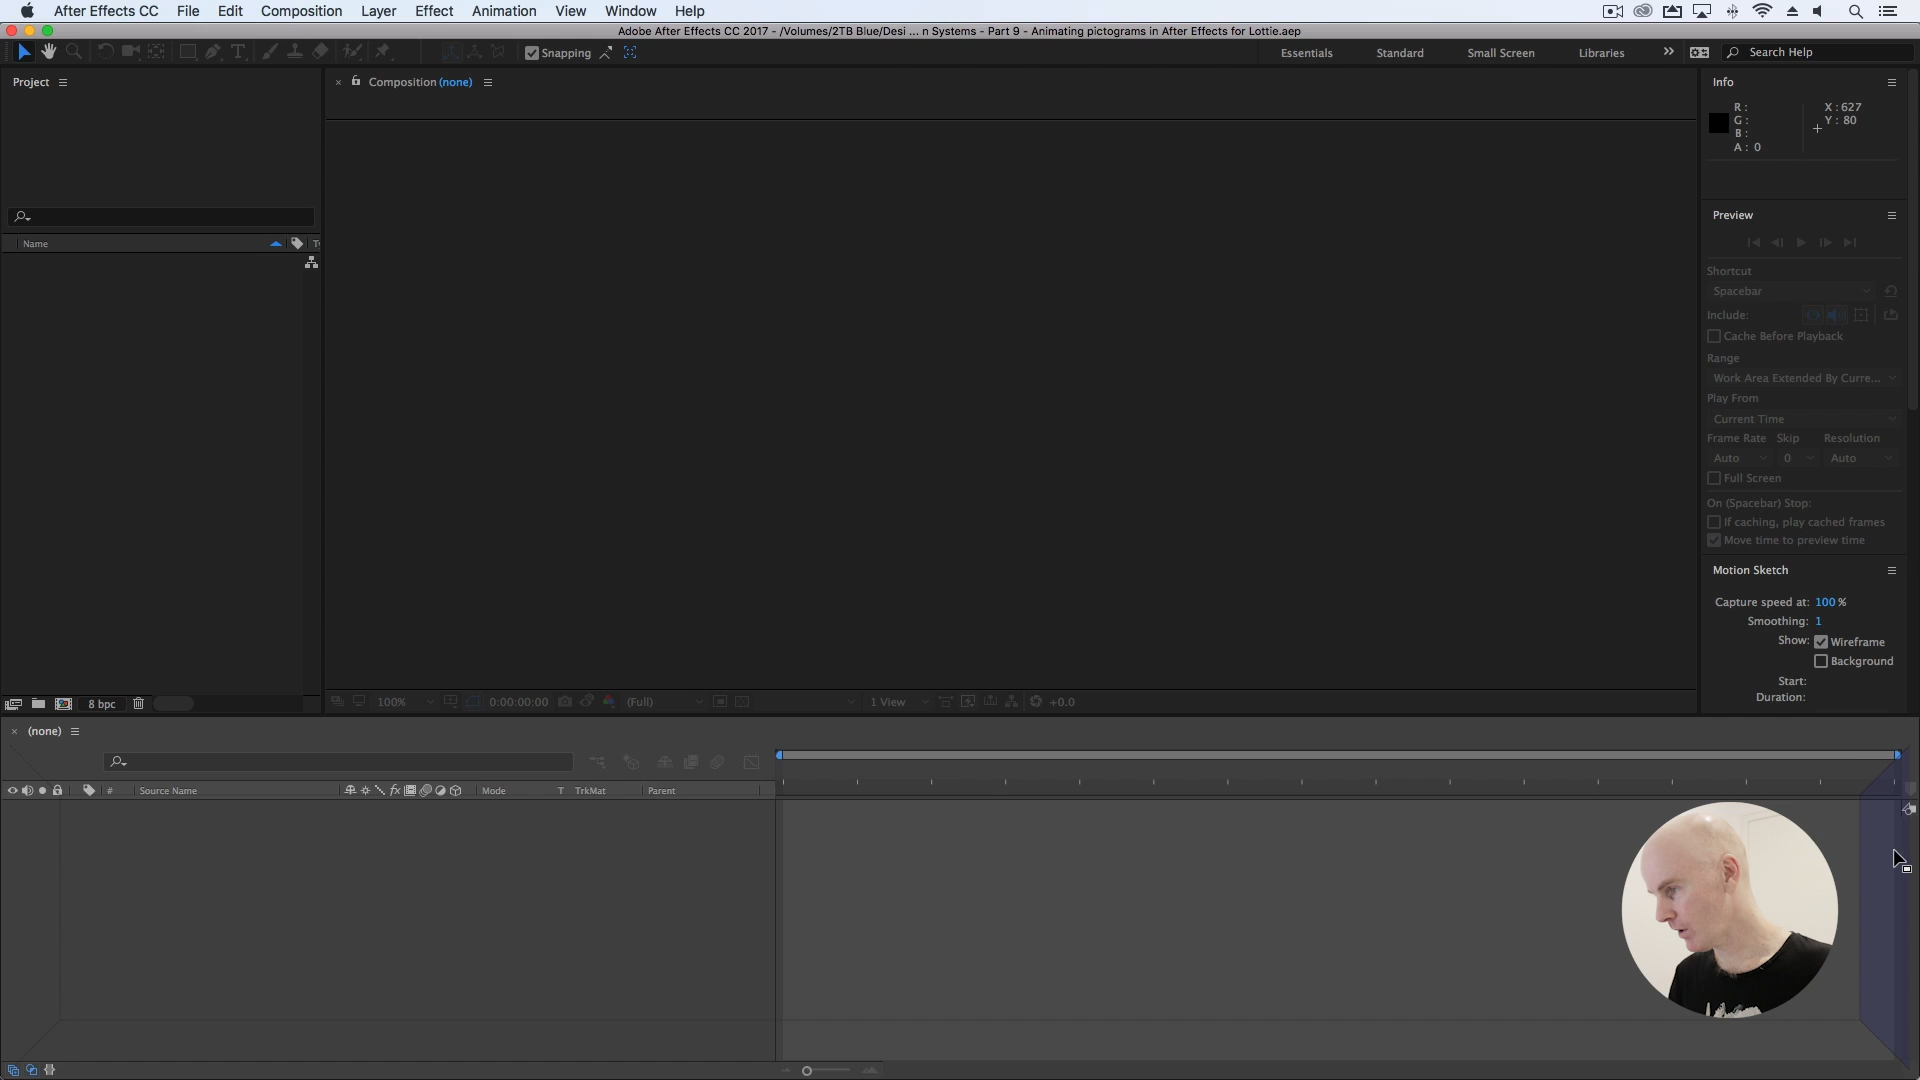 After Effects CC File Edit Composition Layer Effect Animation View Window Help
Adobe After Effects CC 2017 - /Volumes/2TB Blue/Desi ... n Systems - Part 9 - Animating pictograms in After Effects for Lottie.aep
Snapping Essentials Standard Small Screen Libraries Search Help
Project
Composition (none)
Info
R :
G :
B :
A : 0
X : 627
Y : 80
Preview
Name
Shortcut
Spacebar
Include:
Cache Before Playback
Range
Work Area Extended By Curre...
Play From
Current Time
Frame Rate Skip Resolution
Auto 0 Auto
Full Screen
On (Spacebar) Stop:
If caching, play cached frames
Move time to preview time
Motion Sketch
Capture speed at: 100 %
Smoothing: 1
Show: Wireframe
Background
Start:
Duration:
8 bpc
100% 0:00:00:00 (Full) 1 View +0.0
(none)
# Source Name fx Mode T TrkMat Parent